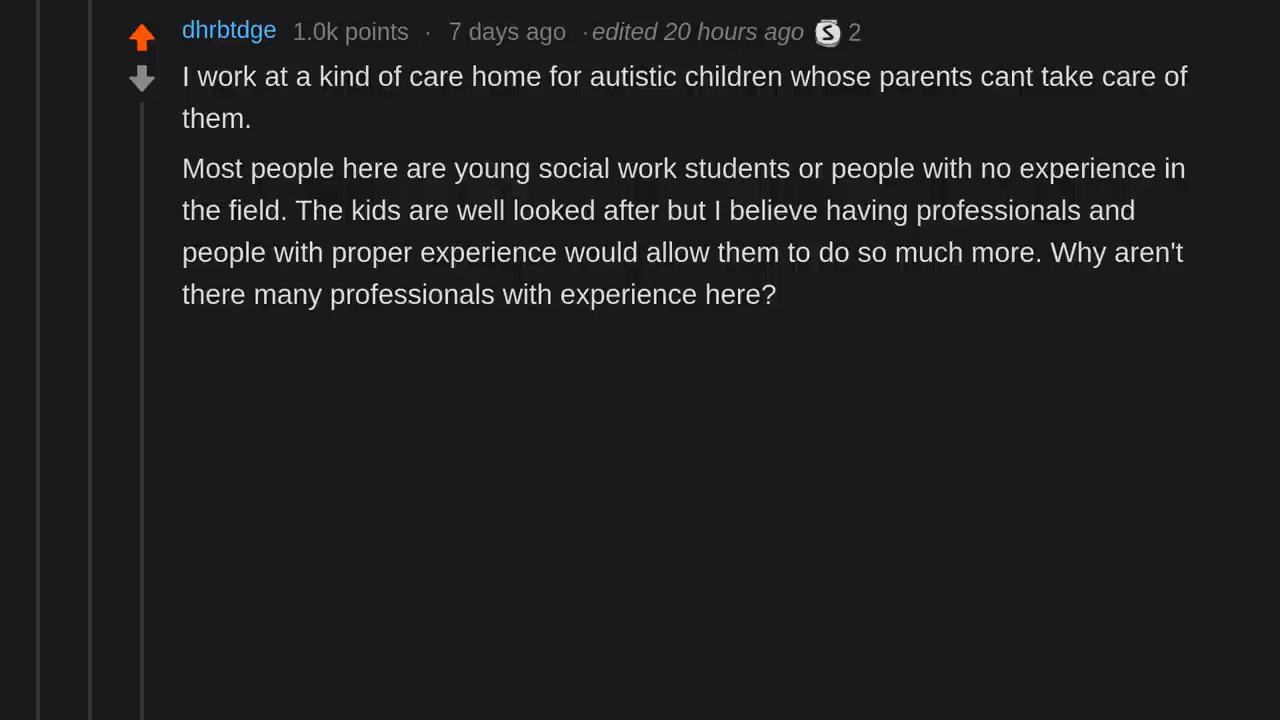 dhrbtdge 1.0k points · 7 days ago · edited 20 hours ago S 2
I work at a kind of care home for autistic children whose parents cant take care of
them.
Most people here are young social work students or people with no experience in
the field. The kids are well looked after but I believe having professionals and
people with proper experience would allow them to do so much more. Why aren't
there many professionals with experience here?